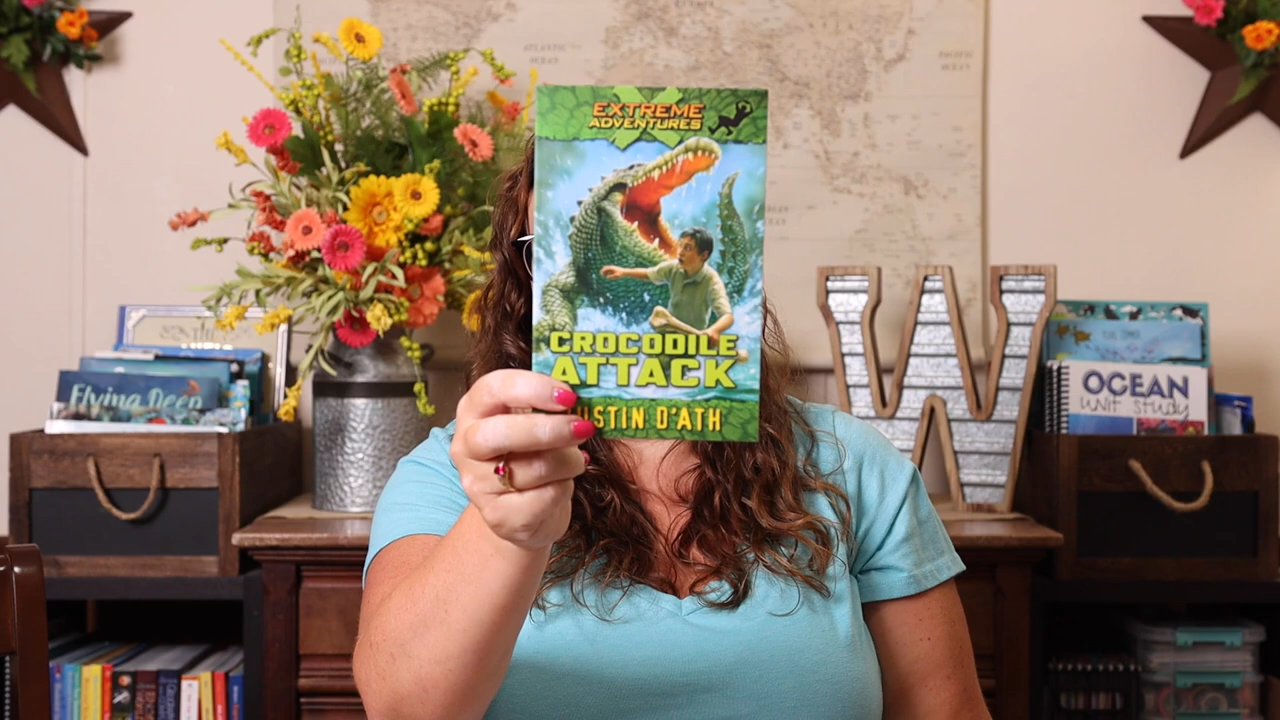 EXTREME
ADVENTURES
CROCODILE
ATTACK
USTIN D'ATH
Flying Deep
W
OCEAN
unit study